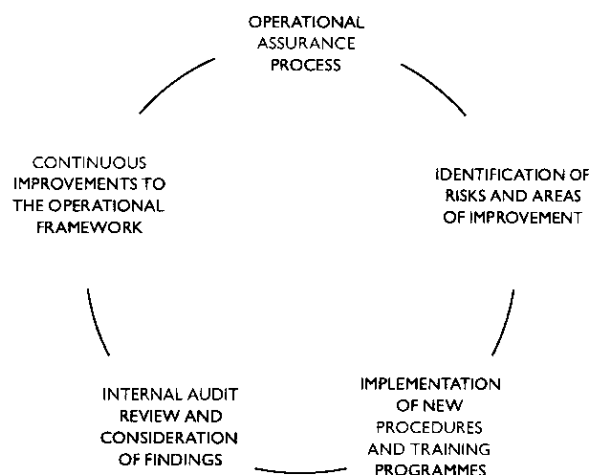 OPERATIONAL
ASSURANCE
PROCESS
IDENTIFICATION OF
RISKS AND AREAS
OF IMPROVEMENT
IMPLEMENTATION
OF NEW
PROCEDURES
AND TRAINING
PROGRAMMES
INTERNAL AUDIT
REVIEW AND
CONSIDERATION
OF FINDINGS
CONTINUOUS
IMPROVEMENTS TO
THE OPERATIONAL
FRAMEWORK